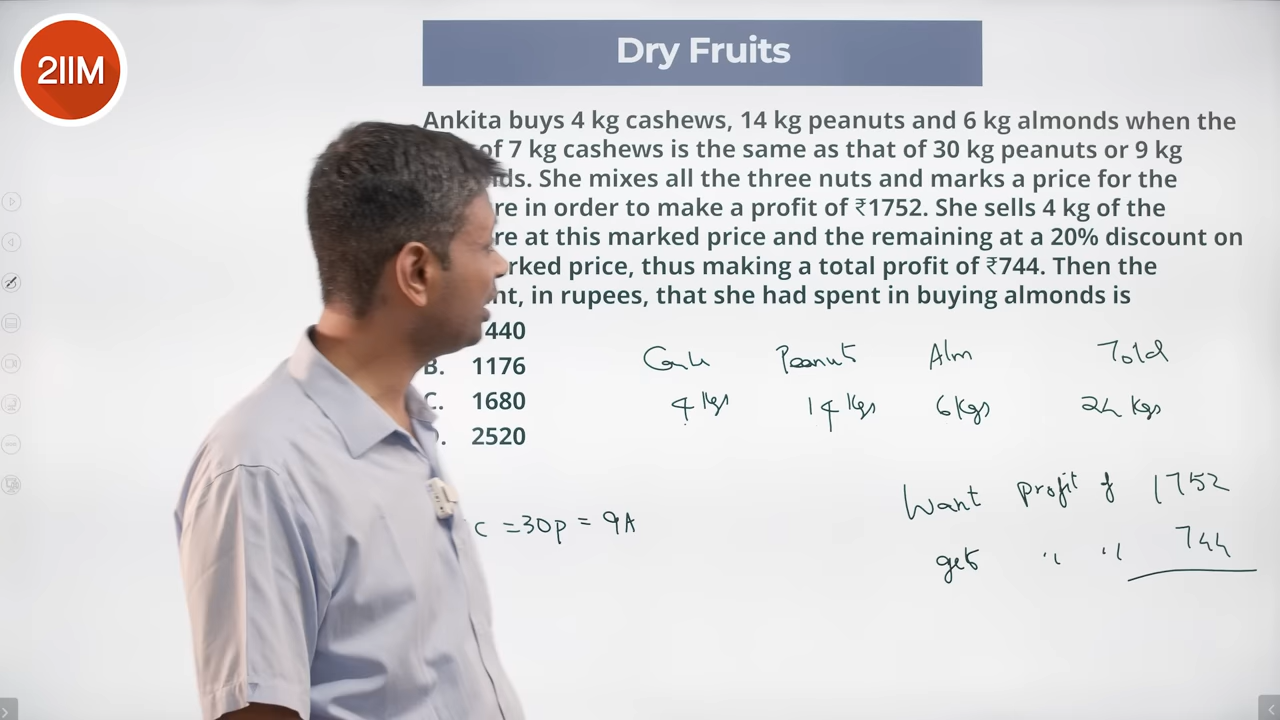 2IIM
Dry Fruits
Ankita buys 4 kg cashews, 14 kg peanuts and 6 kg almonds when the
of 7 kg cashews is the same as that of 30 kg peanuts or 9 kg
ds. She mixes all the three nuts and marks a price for the
re in order to make a profit of ₹1752. She sells 4 kg of the
re at this marked price and the remaining at a 20% discount on
rked price, thus making a total profit of ₹744. Then the
nt, in rupees, that she had spent in buying almonds is
1440
B. 1176
C. 1680
. 2520
Peanuts Alm Total
4 kgs 14 kgs 6 kgs 24 kgs
Want profit of 1752
C = 30p = 9A
gets " " 744